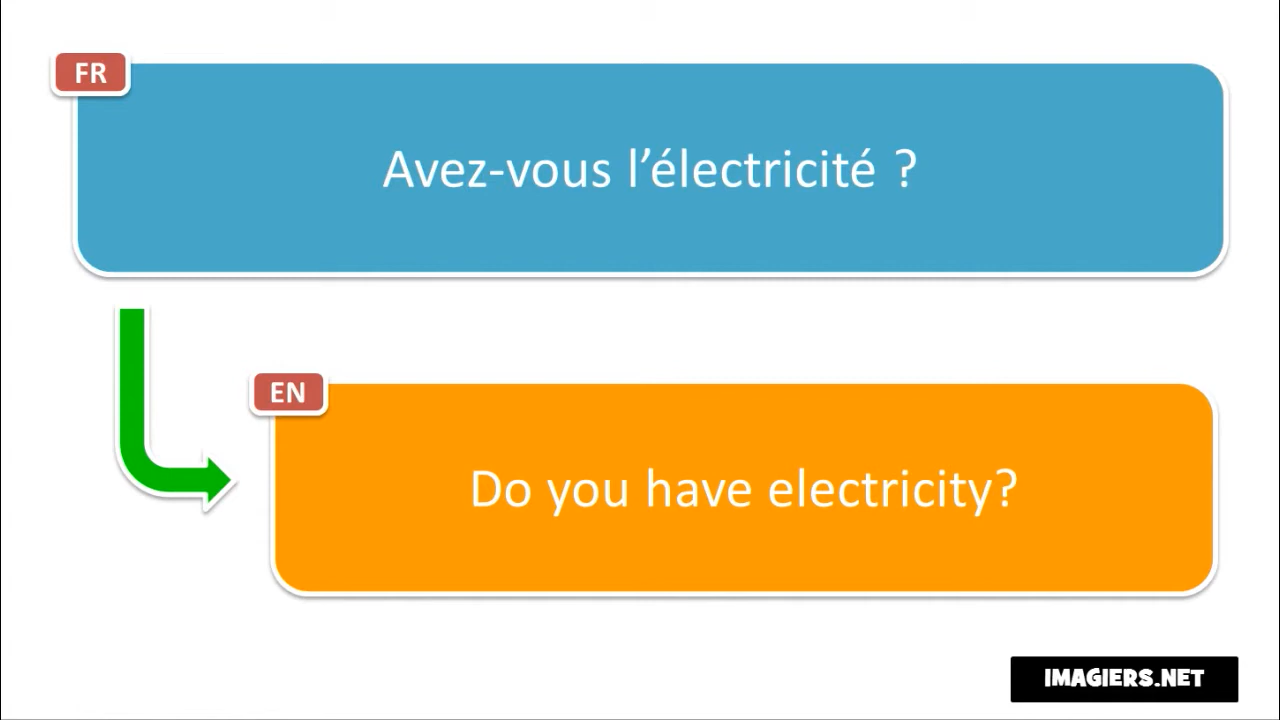 FR
Avez-vous l’électricité ?
EN
Do you have electricity?
IMAGIERS.NET